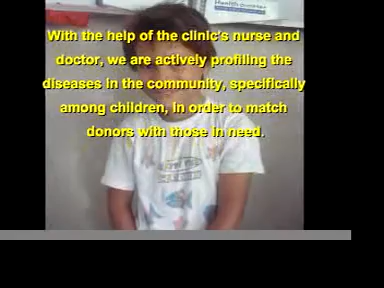 With the help of the clinic's nurse and
doctor, we are actively profiling the
diseases in the community, specifically
among children, in order to match
donors with those in need.